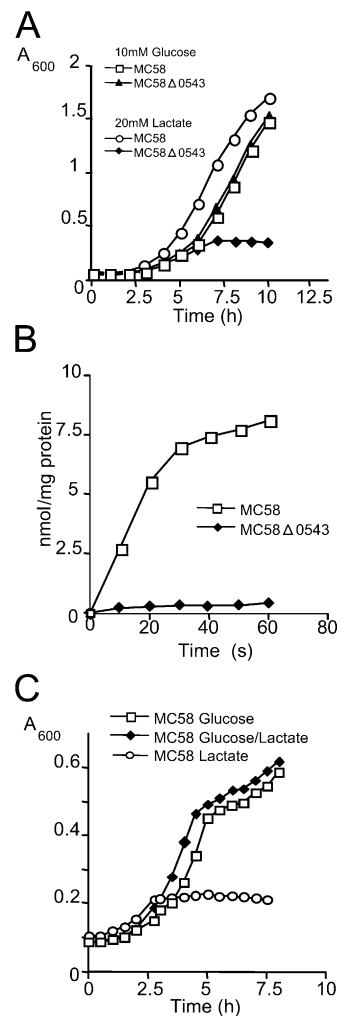 A
A600
10mM Glucose
MC58
MC58Δ0543
20mM Lactate
MC58
MC58Δ0543
2
1.5
1
0.5
0
0 2.5 5 7.5 10 12.5
Time (h)
B
10
7.5
5
2.5
0
nmol/mg protein
MC58
MC58Δ0543
0 20 40 60 80
Time (s)
C
A600
MC58 Glucose
MC58 Glucose/Lactate
MC58 Lactate
0.6
0.4
0.2
0
0 2.5 5 7.5 10
Time (h)